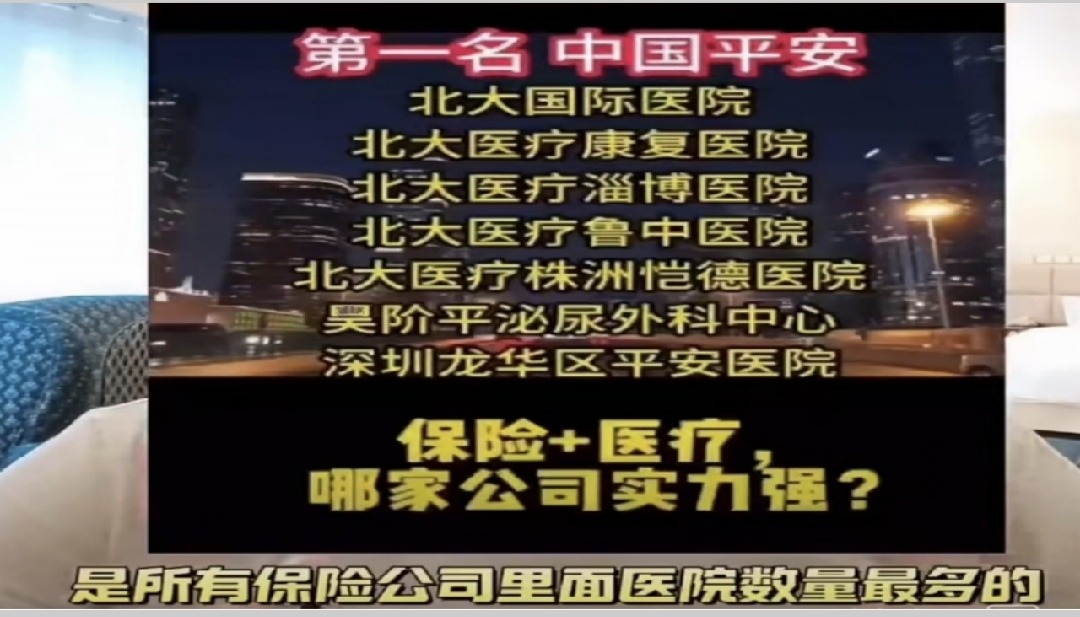 第一名 中国平安
北大国际医院
北大医疗康复医院
北大医疗淄博医院
北大医疗鲁中医院
北大医疗株洲恺德医院
吴阶平泌尿外科中心
深圳龙华区平安医院
保险+医疗,
哪家公司实力强?
是所有保险公司里面医院数量最多的